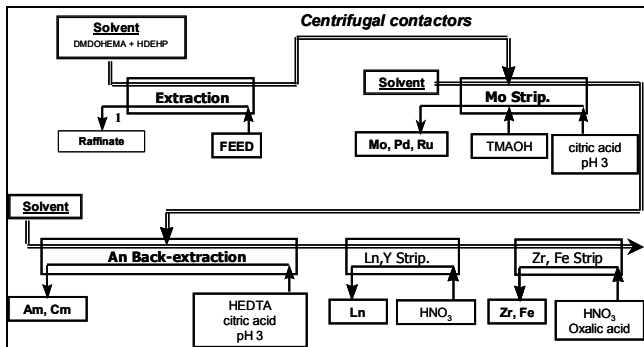 Centrifugal contactors
Solvent
DMDOHEMA + HDEHP
Extraction
1
Raffinate
FEED
Solvent
Mo Strip.
Mo, Pd, Ru
TMAOH
citric acid
pH 3
Solvent
An Back-extraction
Ln,Y Strip.
Zr, Fe Strip
Am, Cm
HEDTA
citric acid
pH 3
Ln
HNO₃
Zr, Fe
HNO₃
Oxalic acid